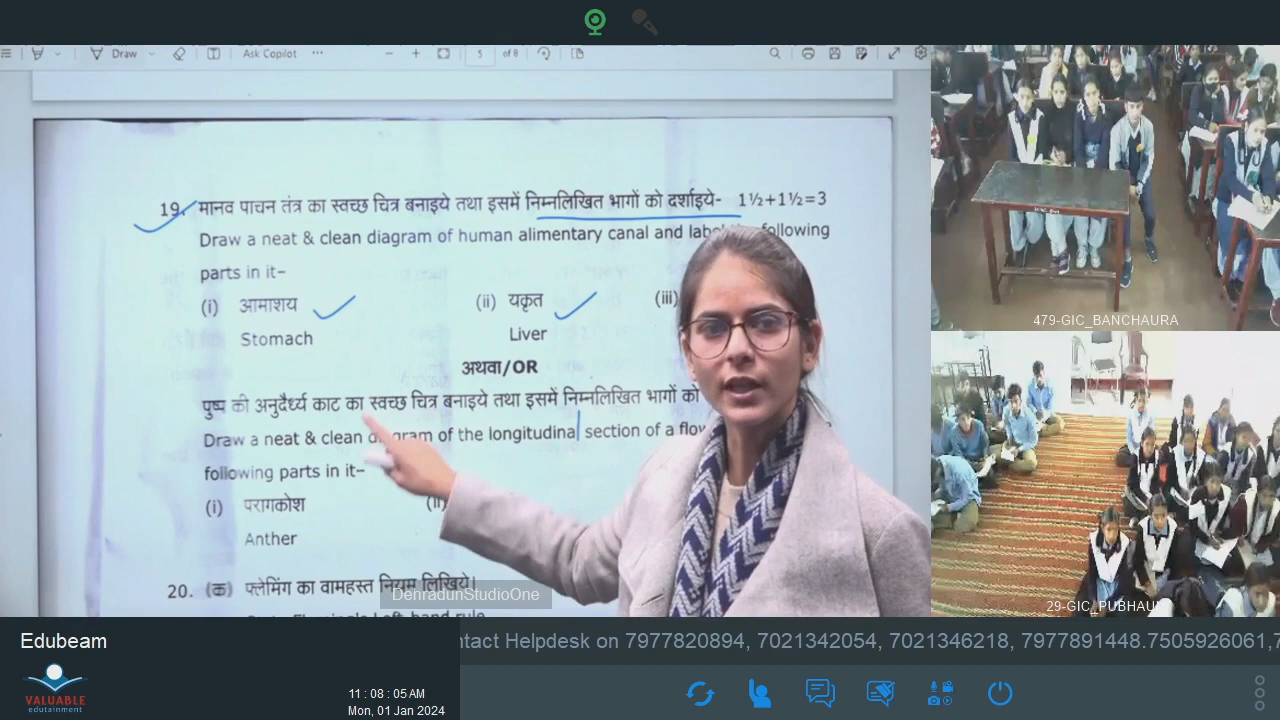 Draw
Ask Copilot
5
of 8
19. मानव पाचन तंत्र का स्वच्छ चित्र बनाइये तथा इसमें निम्नलिखित भागों को दर्शाइये- 1½+1½=3
Draw a neat & clean diagram of human alimentary canal and label following
parts in it–
(i) आमाशय (ii) यकृत (iii)
Stomach Liver
अथवा/OR
पुष्प की अनुदैर्ध्य काट का स्वच्छ चित्र बनाइये तथा इसमें निम्नलिखित भागों को
Draw a neat & clean diagram of the longitudinal section of a
following parts in it–
(i) परागकोश (ii)
Anther
20. (क) फ्लेमिंग का वामहस्त नियम लिखिये।
DehradunStudioOne
479-GIC_BANCHAURA
29-GIC_PUBHAU
Edubeam
ntact Helpdesk on 7977820894, 7021342054, 7021346218, 7977891448.7505926061,
VALUABLE
edutainment
11 : 08 : 05 AM
Mon, 01 Jan 2024